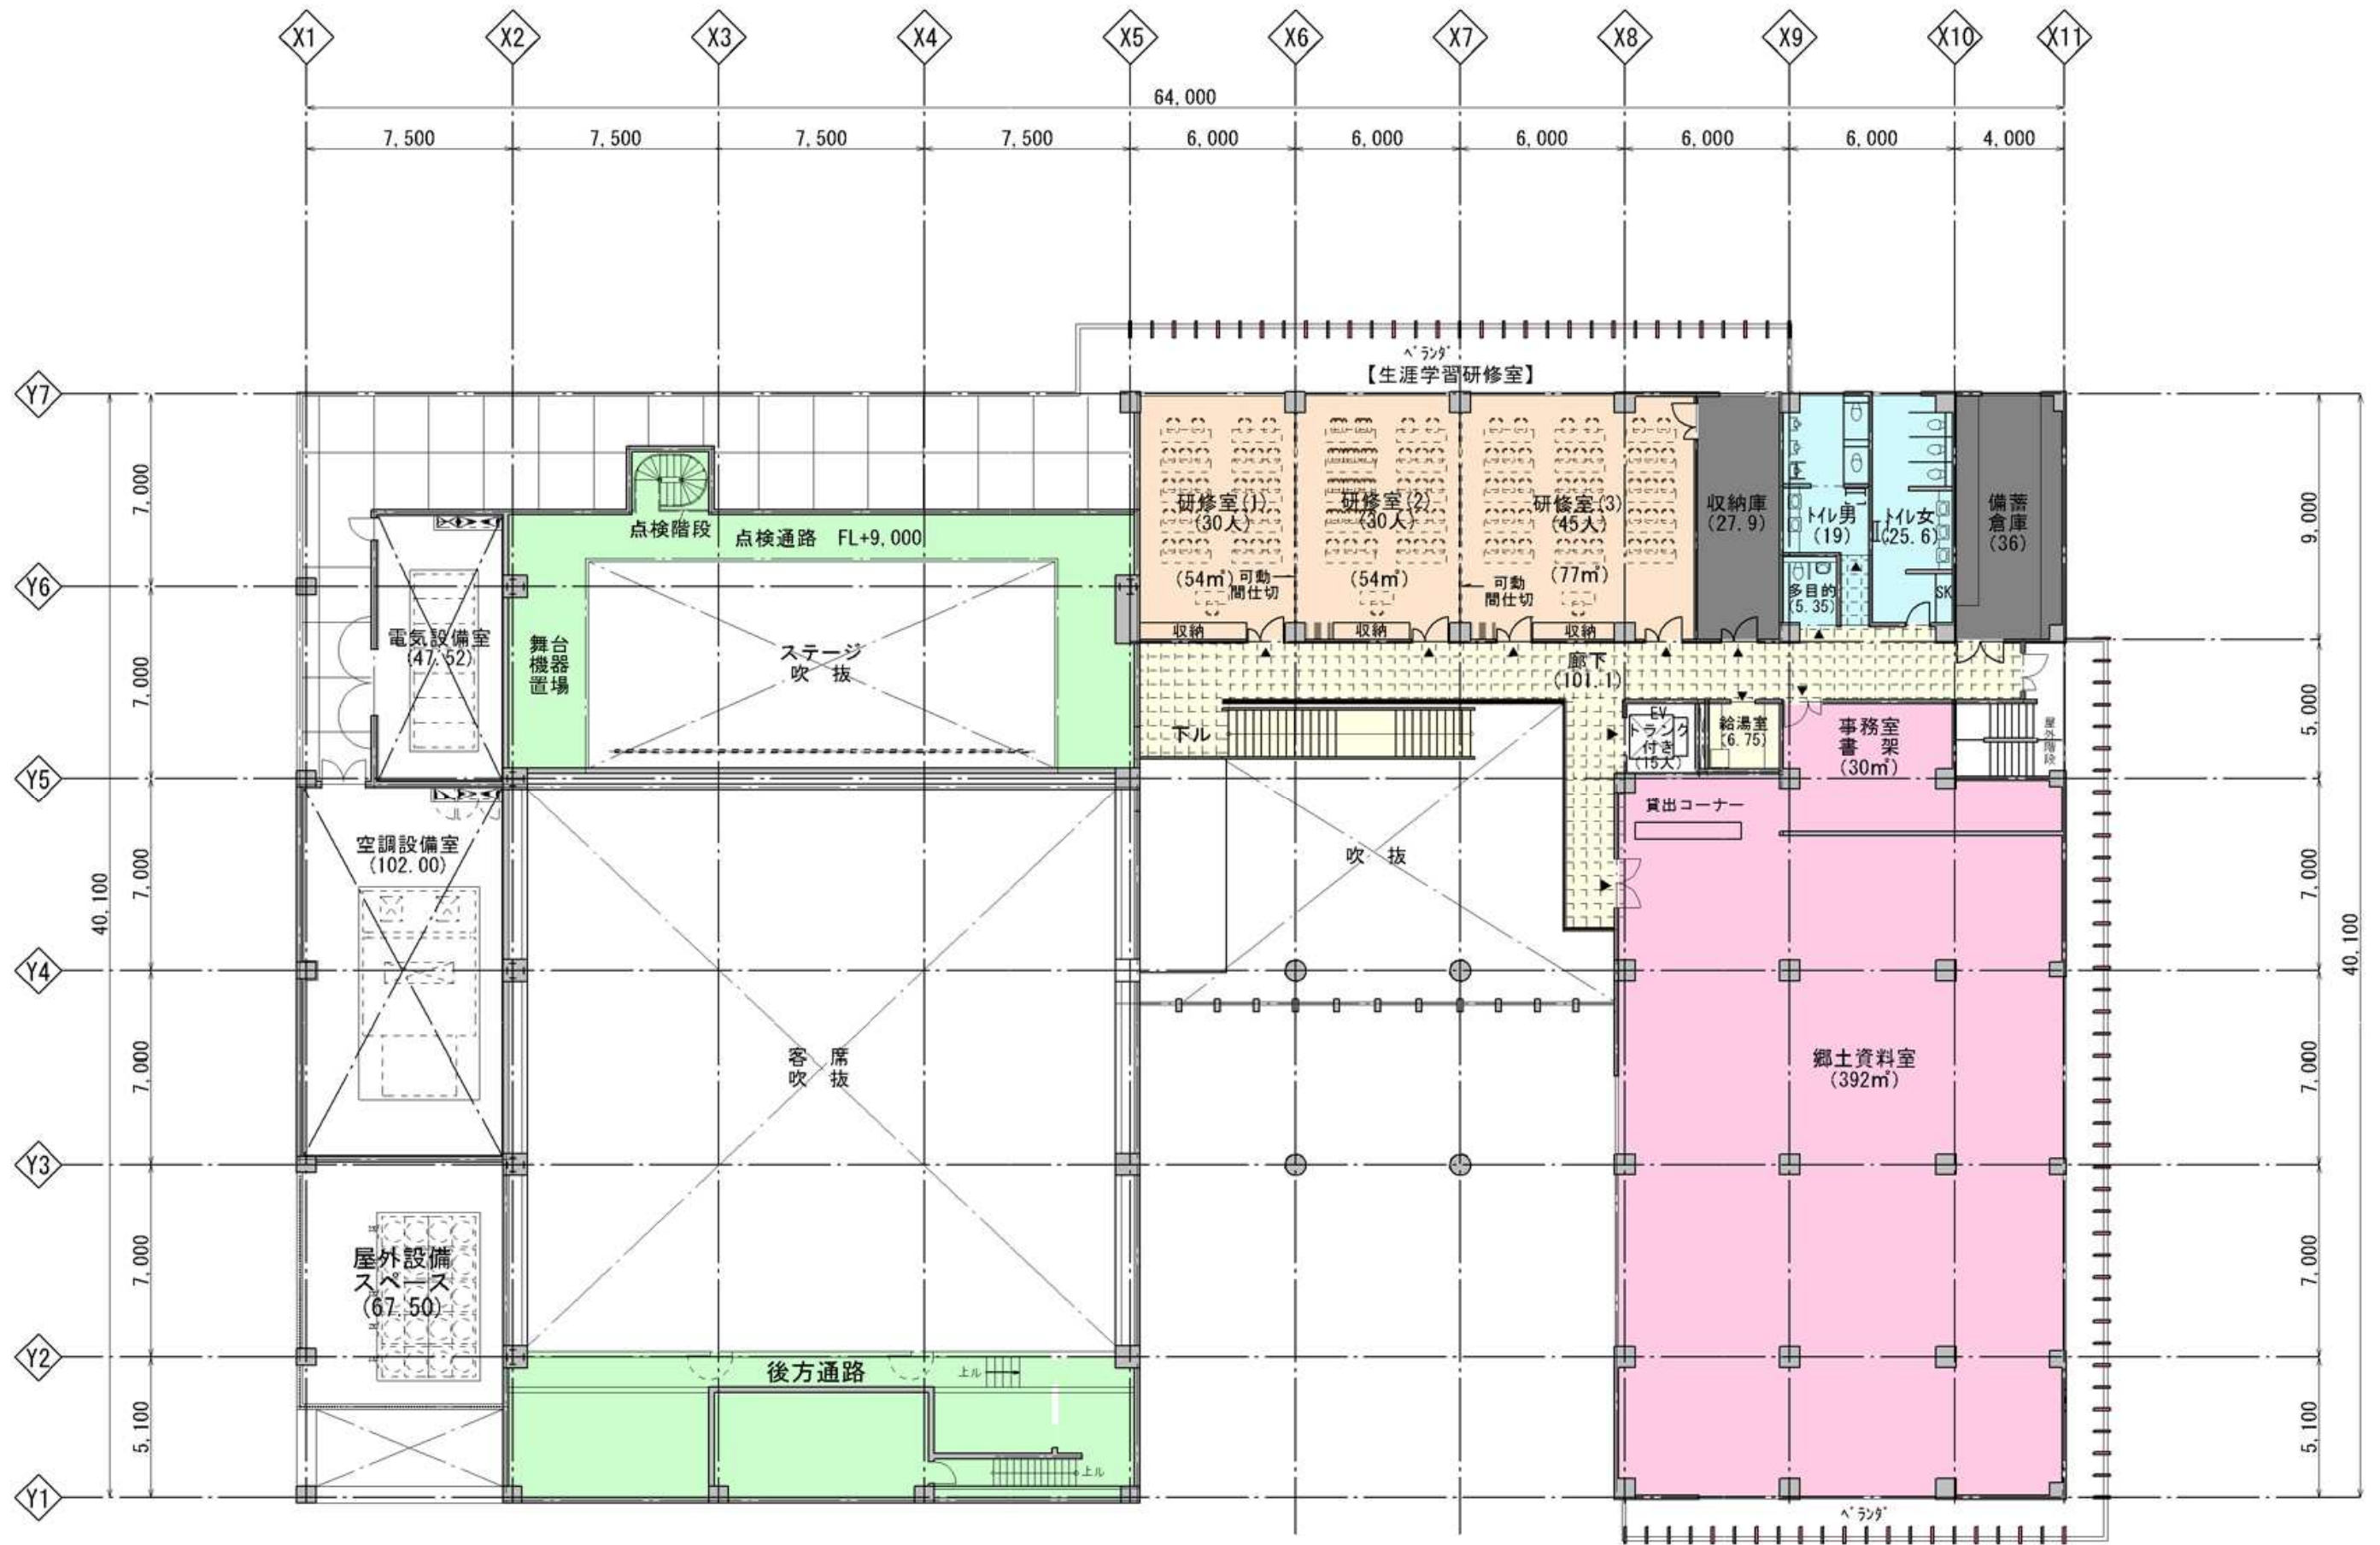 X1 X2 X3 X4 X5 X6 X7 X8 X9 X10 X11
64,000
7,500 7,500 7,500 7,500 6,000 6,000 6,000 6,000 6,000 4,000
ﾍﾞﾗﾝﾀﾞ
【生涯学習研修室】
Y7
Y6
Y5
Y4
Y3
Y2
Y1
40,100
7,000
7,000
7,000
7,000
7,000
5,100
点検階段
点検通路 FL+9,000
電気設備室
(47.52)
舞台
機器
置場
ステージ
吹 抜
空調設備室
(102.00)
客 席
吹 抜
屋外設備
スペース
(67.50)
後方通路
上ル
上ル
研修室(1)
(30人)
(54㎡)
可動
間仕切
収納
研修室(2)
(30人)
(54㎡)
収納
可動
間仕切
研修室(3)
(45人)
(77㎡)
収納
収納庫
(27.9)
トイレ男
(19)
トイレ女
(25.6)
多目的
(5.35)
SK
備蓄
倉庫
(36)
廊下
(101.1)
下ル
EV
トランク
付き
(15人)
給湯室
(6.75)
事務室
書 架
(30㎡)
屋外階段
貸出コーナー
吹 抜
郷土資料室
(392㎡)
ﾍﾞﾗﾝﾀﾞ
9,000
5,000
7,000
7,000
7,000
5,100
40,100